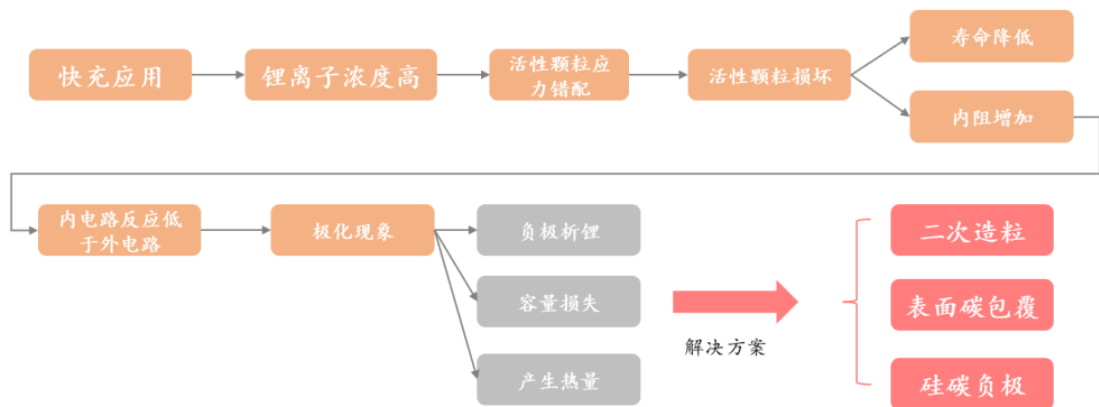 快充应用
锂离子浓度高
活性颗粒应
力错配
活性颗粒损坏
寿命降低
内阻增加
内电路反应低
于外电路
极化现象
负极析锂
容量损失
产生热量
解决方案
二次造粒
表面碳包覆
硅碳负极